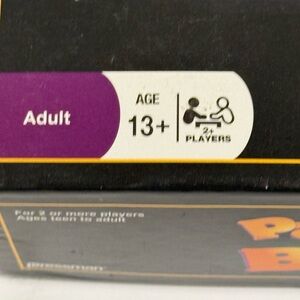 Adult
AGE
13+
2+
PLAYERS
For 2 or more players
Ages teen to adult
pressman